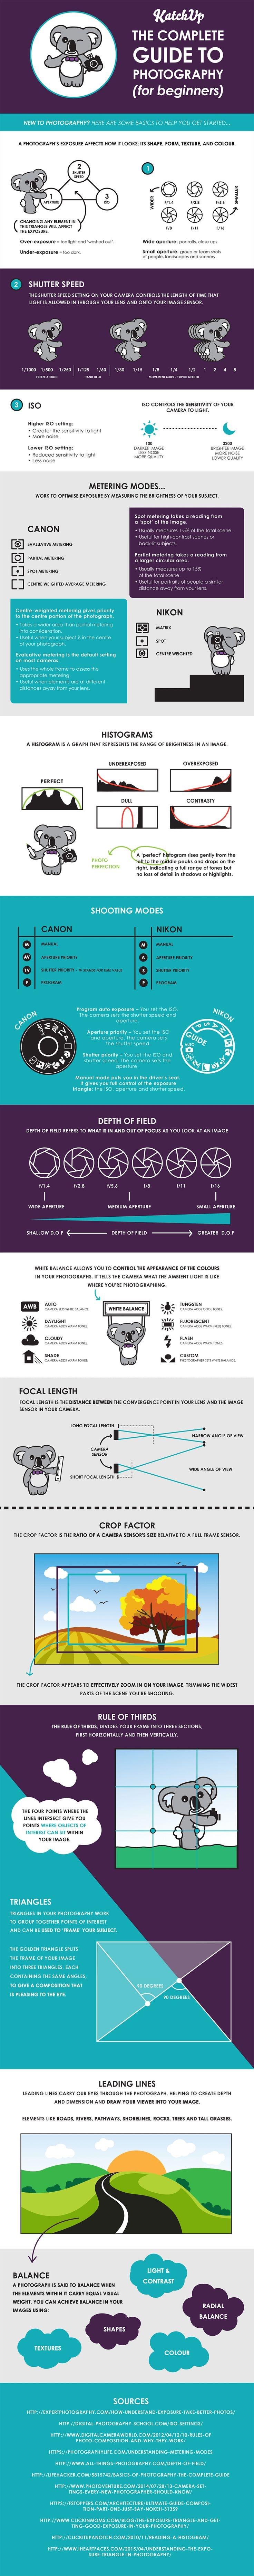 KatchUp
THE COMPLETE
GUIDE TO
PHOTOGRAPHY
(for beginners)
NEW TO PHOTOGRAPHY? HERE ARE SOME BASICS TO HELP YOU GET STARTED...
A PHOTOGRAPH'S EXPOSURE AFFECTS HOW IT LOOKS: ITS SHAPE, FORM, TEXTURE, AND COLOUR.
2
SHUTTER
SPEED
1
APERTURE
3
ISO
CHANGING ANY ELEMENT IN
THIS TRIANGLE WILL AFFECT
THE EXPOSURE.
Over-exposure = too light and 'washed out'.
Under-exposure = too dark.
1
WIDER
SMALLER
f/1.4 f/2.8 f/5.6
f/8 f/11 f/16
Wide aperture: portraits, close ups.
Small aperture: group or team shots
of people, landscapes and scenery.
2 SHUTTER SPEED
THE SHUTTER SPEED SETTING ON YOUR CAMERA CONTROLS THE LENGTH OF TIME THAT
LIGHT IS ALLOWED IN THROUGH YOUR LENS AND ONTO YOUR IMAGE SENSOR.
1/1000 1/500 1/250 1/125 1/60 1/30 1/15 1/8 1/4 1/2 1 2 4 8
FREEZE ACTION
HAND HELD
MOVEMENT BLURS - TRIPOD NEEDED
3 ISO
Higher ISO setting:
• Greater the sensitivity to light
• More noise
Lower ISO setting:
• Reduced sensitivity to light
• Less noise
ISO CONTROLS THE SENSITIVITY OF YOUR
CAMERA TO LIGHT.
100
DARKER IMAGE
LESS NOISE
MORE QUALITY
3200
BRIGHTER IMAGE
MORE NOISE
LOWER QUALITY
METERING MODES...
WORK TO OPTIMISE EXPOSURE BY MEASURING THE BRIGHTNESS OF YOUR SUBJECT.
CANON
EVALUATIVE METERING
PARTIAL METERING
SPOT METERING
CENTRE WEIGHTED AVERAGE METERING
Spot metering takes a reading from
a 'spot' of the image.
• Usually measures 1-5% of the total scene.
• Useful for high-contrast scenes or
back-lit subjects.
Partial metering takes a reading from
a larger circular area.
• Usually measures up to 15%
of the total scene.
• Useful for portraits of people a similar
distance away from your lens.
Centre-weighted metering gives priority
to the centre portion of the photograph.
• Takes a wider area than partial metering
into consideration.
• Useful when your subject is in the centre
of your photograph.
Evaluative metering is the default setting
on most cameras.
• Uses the whole frame to assess the
appropriate metering.
• Useful when elements are at different
distances away from your lens.
NIKON
MATRIX
SPOT
CENTRE WEIGHTED
HISTOGRAMS
A HISTOGRAM IS A GRAPH THAT REPRESENTS THE RANGE OF BRIGHTNESS IN AN IMAGE.
PERFECT
UNDEREXPOSED
OVEREXPOSED
DULL
CONTRASTY
PHOTO
PERFECTION
A 'perfect' histogram rises gently from the
left to the middle peaks and drops on the
right, indicating a full range of tones but
no loss of detail in shadows or highlights.
SHOOTING MODES
CANON
M MANUAL
AV APERTURE PRIORITY
TV SHUTTER PRIORITY - TV STANDS FOR TIME VALUE
P PROGRAM
NIKON
M MANUAL
A APERTURE PRIORITY
S SHUTTER PRIORITY
P PROGRAM
CANON
NIKON
GUIDE
AUTO
Program auto exposure – You set the ISO.
The camera sets the shutter speed and
aperture.
Aperture priority – You set the ISO
and aperture. The camera sets
the shutter speed.
Shutter priority – You set the ISO and
shutter speed. The camera sets the
aperture.
Manual mode puts you in the driver's seat.
It gives you full control of the exposure
triangle: the ISO, aperture and shutter speed.
DEPTH OF FIELD
DEPTH OF FIELD REFERS TO WHAT IS IN AND OUT OF FOCUS AS YOU LOOK AT AN IMAGE
f/1.4 f/2.8 f/5.6 f/8 f/11 f/16
WIDE APERTURE MEDIUM APERTURE SMALL APERTURE
SHALLOW D.O.F DEPTH OF FIELD GREATER D.O.F
WHITE BALANCE ALLOWS YOU TO CONTROL THE APPEARANCE OF THE COLOURS
IN YOUR PHOTOGRAPHS. IT TELLS THE CAMERA WHAT THE AMBIENT LIGHT IS LIKE
WHERE YOU'RE PHOTOGRAPHING.
WHITE BALANCE
AWB AUTO
CAMERA SETS WHITE BALANCE.
DAYLIGHT
CAMERA ADDS WARM TONES.
CLOUDY
CAMERA ADDS WARM TONES.
SHADE
CAMERA ADDS WARM TONES.
TUNGSTEN
CAMERA ADDS COOL TONES.
FLUORESCENT
CAMERA ADDS WARM (RED) TONES.
FLASH
CAMERA ADDS WARM TONES.
CUSTOM
PHOTOGRAPHER SETS WHITE BALANCE.
FOCAL LENGTH
FOCAL LENGTH IS THE DISTANCE BETWEEN THE CONVERGENCE POINT IN YOUR LENS AND THE IMAGE
SENSOR IN YOUR CAMERA.
LONG FOCAL LENGTH
NARROW ANGLE OF VIEW
CAMERA
SENSOR
WIDE ANGLE OF VIEW
SHORT FOCAL LENGTH
CROP FACTOR
THE CROP FACTOR IS THE RATIO OF A CAMERA SENSOR'S SIZE RELATIVE TO A FULL FRAME SENSOR.
THE CROP FACTOR APPEARS TO EFFECTIVELY ZOOM IN ON YOUR IMAGE, TRIMMING THE WIDEST
PARTS OF THE SCENE YOU'RE SHOOTING.
RULE OF THIRDS
THE RULE OF THIRDS, DIVIDES YOUR FRAME INTO THREE SECTIONS,
FIRST HORIZONTALLY AND THEN VERTICALLY.
THE FOUR POINTS WHERE THE
LINES INTERSECT GIVE YOU
POINTS WHERE OBJECTS OF
INTEREST CAN SIT WITHIN
YOUR IMAGE.
TRIANGLES
TRIANGLES IN YOUR PHOTOGRAPHY WORK
TO GROUP TOGETHER POINTS OF INTEREST
AND CAN BE USED TO 'FRAME' YOUR SUBJECT.
THE GOLDEN TRIANGLE SPLITS
THE FRAME OF YOUR IMAGE
INTO THREE TRIANGLES, EACH
CONTAINING THE SAME ANGLES,
TO GIVE A COMPOSITION THAT
IS PLEASING TO THE EYE.
90 DEGREES
90 DEGREES
LEADING LINES
LEADING LINES CARRY OUR EYES THROUGH THE PHOTOGRAPH, HELPING TO CREATE DEPTH
AND DIMENSION AND DRAW YOUR VIEWER INTO YOUR IMAGE.
ELEMENTS LIKE ROADS, RIVERS, PATHWAYS, SHORELINES, ROCKS, TREES AND TALL GRASSES.
BALANCE
A PHOTOGRAPH IS SAID TO BALANCE WHEN
THE ELEMENTS WITHIN IT CARRY EQUAL VISUAL
WEIGHT. YOU CAN ACHIEVE BALANCE IN YOUR
IMAGES USING:
LIGHT &
CONTRAST
RADIAL
BALANCE
SHAPES
TEXTURES
COLOUR
SOURCES
HTTP://EXPERTPHOTOGRAPHY.COM/HOW-UNDERSTAND-EXPOSURE-TAKE-BETTER-PHOTOS/
HTTP://DIGITAL-PHOTOGRAPHY-SCHOOL.COM/ISO-SETTINGS/
HTTP://WWW.DIGITALCAMERAWORLD.COM/2012/04/12/10-RULES-OF
PHOTO-COMPOSITION-AND-WHY-THEY-WORK/
HTTPS://PHOTOGRAPHYLIFE.COM/UNDERSTANDING-METERING-MODES
HTTP://WWW.ALL-THINGS-PHOTOGRAPHY.COM/DEPTH-OF-FIELD/
HTTP://LIFEHACKER.COM/5815742/BASICS-OF-PHOTOGRAPHY-THE-COMPLETE-GUIDE
HTTP://WWW.PHOTOVENTURE.COM/2014/07/28/15-CAMERA-SET-
TINGS-EVERY-NEW-PHOTOGRAPHER-SHOULD-KNOW/
HTTPS://FSTOPPERS.COM/ARCHITECTURE/ULTIMATE-GUIDE-COMPOSI-
TION-PART-ONE-JUST-SAY-NOXEN-31359
HTTP://WWW.CLICKINMOMS.COM/BLOG/THE-EXPOSURE-TRIANGLE-AND-GET-
TING-GOOD-EXPOSURE-IN-YOUR-PHOTOGRAPHY/
HTTP://CLICKITUPANOTCH.COM/2010/11/READING-A-HISTOGRAM/